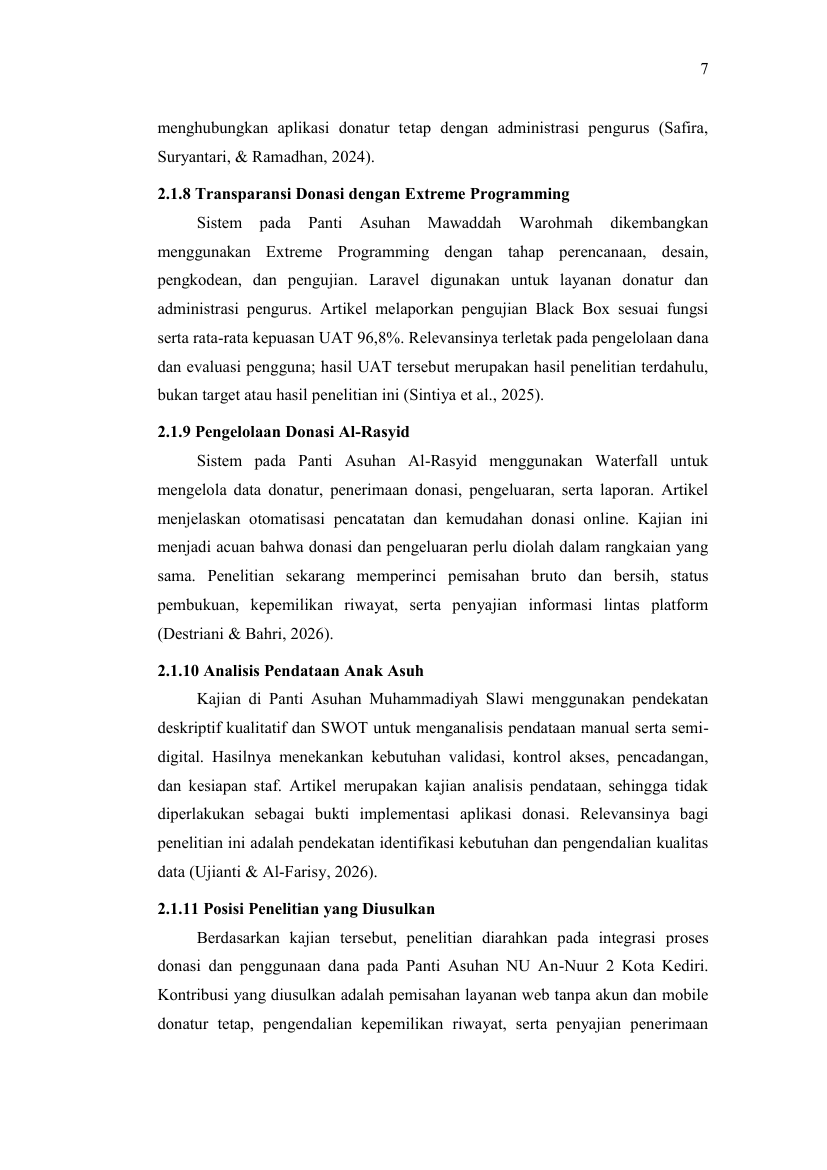 7
menghubungkan aplikasi donatur tetap dengan administrasi pengurus (Safira,
Suryantari, & Ramadhan, 2024).
2.1.8 Transparansi Donasi dengan Extreme Programming
Sistem pada Panti Asuhan Mawaddah Warohmah dikembangkan
menggunakan Extreme Programming dengan tahap perencanaan, desain,
pengkodean, dan pengujian. Laravel digunakan untuk layanan donatur dan
administrasi pengurus. Artikel melaporkan pengujian Black Box sesuai fungsi
serta rata-rata kepuasan UAT 96,8%. Relevansinya terletak pada pengelolaan dana
dan evaluasi pengguna; hasil UAT tersebut merupakan hasil penelitian terdahulu,
bukan target atau hasil penelitian ini (Sintiya et al., 2025).
2.1.9 Pengelolaan Donasi Al-Rasyid
Sistem pada Panti Asuhan Al-Rasyid menggunakan Waterfall untuk
mengelola data donatur, penerimaan donasi, pengeluaran, serta laporan. Artikel
menjelaskan otomatisasi pencatatan dan kemudahan donasi online. Kajian ini
menjadi acuan bahwa donasi dan pengeluaran perlu diolah dalam rangkaian yang
sama. Penelitian sekarang memperinci pemisahan bruto dan bersih, status
pembukuan, kepemilikan riwayat, serta penyajian informasi lintas platform
(Destriani & Bahri, 2026).
2.1.10 Analisis Pendataan Anak Asuh
Kajian di Panti Asuhan Muhammadiyah Slawi menggunakan pendekatan
deskriptif kualitatif dan SWOT untuk menganalisis pendataan manual serta semi-
digital. Hasilnya menekankan kebutuhan validasi, kontrol akses, pencadangan,
dan kesiapan staf. Artikel merupakan kajian analisis pendataan, sehingga tidak
diperlakukan sebagai bukti implementasi aplikasi donasi. Relevansinya bagi
penelitian ini adalah pendekatan identifikasi kebutuhan dan pengendalian kualitas
data (Ujianti & Al-Farisy, 2026).
2.1.11 Posisi Penelitian yang Diusulkan
Berdasarkan kajian tersebut, penelitian diarahkan pada integrasi proses
donasi dan penggunaan dana pada Panti Asuhan NU An-Nuur 2 Kota Kediri.
Kontribusi yang diusulkan adalah pemisahan layanan web tanpa akun dan mobile
donatur tetap, pengendalian kepemilikan riwayat, serta penyajian penerimaan